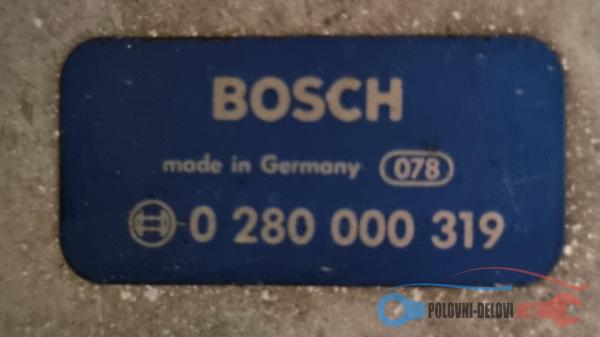 BOSCH
made in Germany 078
0 280 000 319
POLOVNI-DELOVI